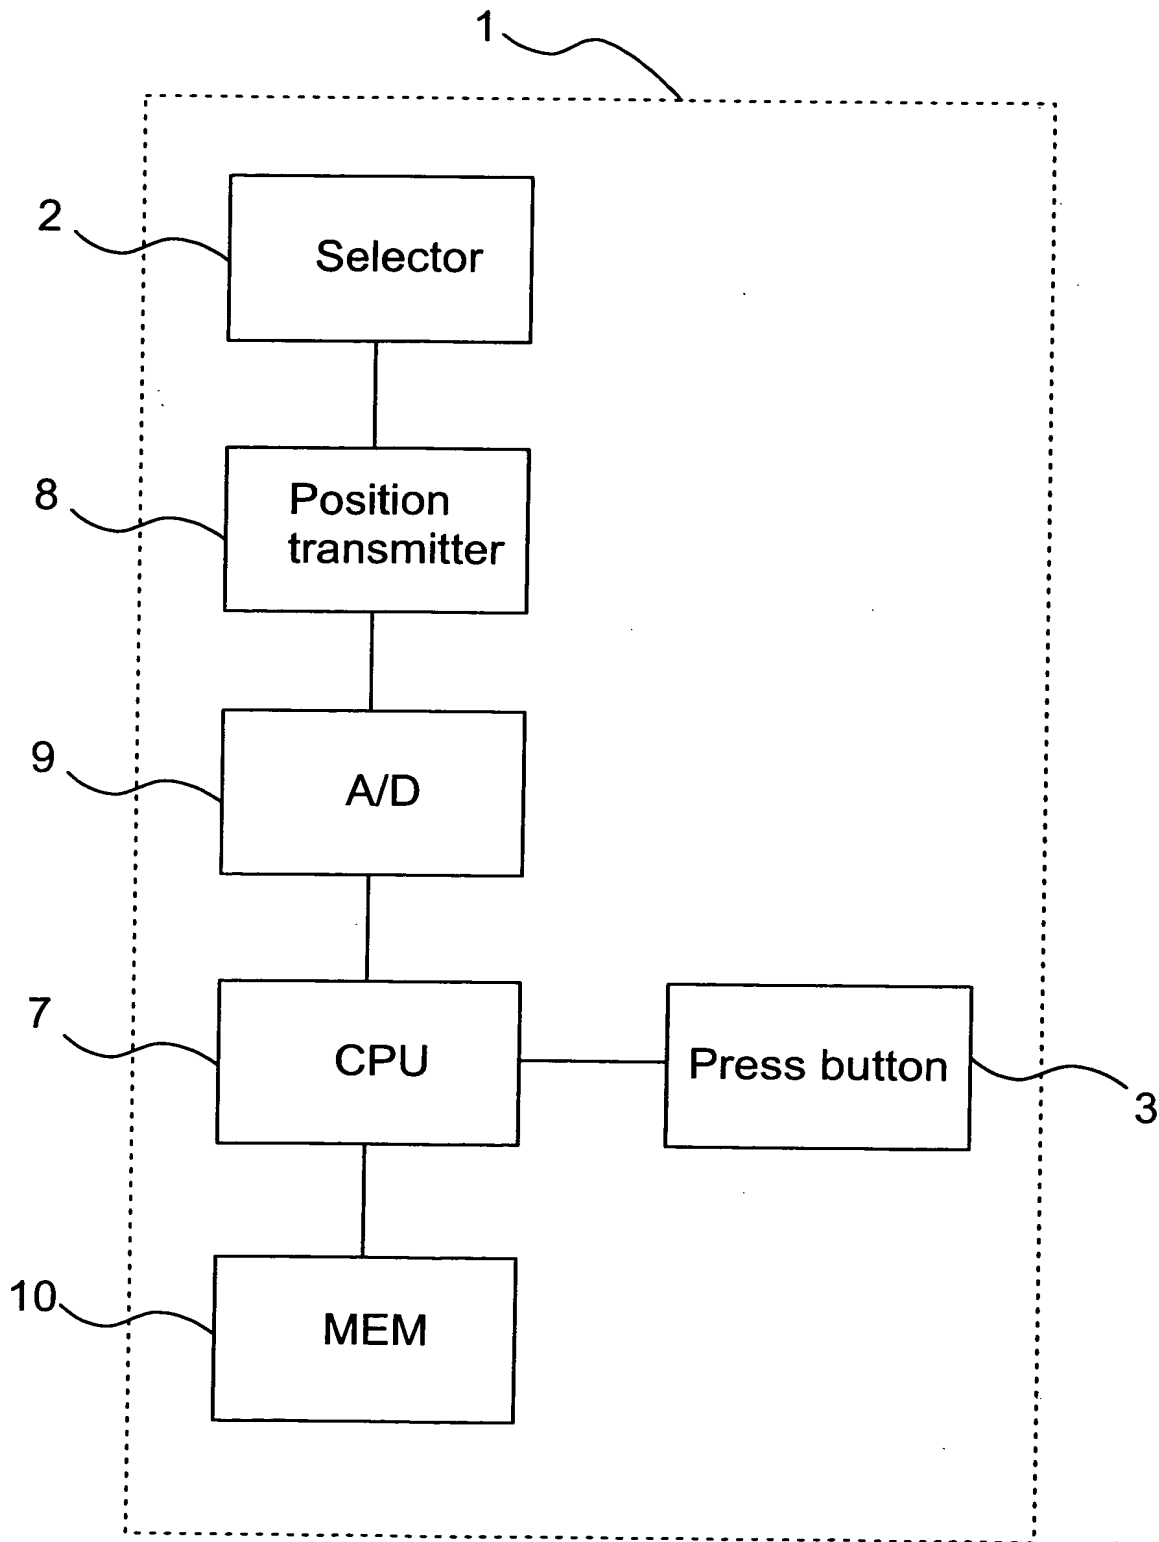 1
2
Selector
8
Position
transmitter
9
A/D
7
CPU
Press button
3
10
MEM